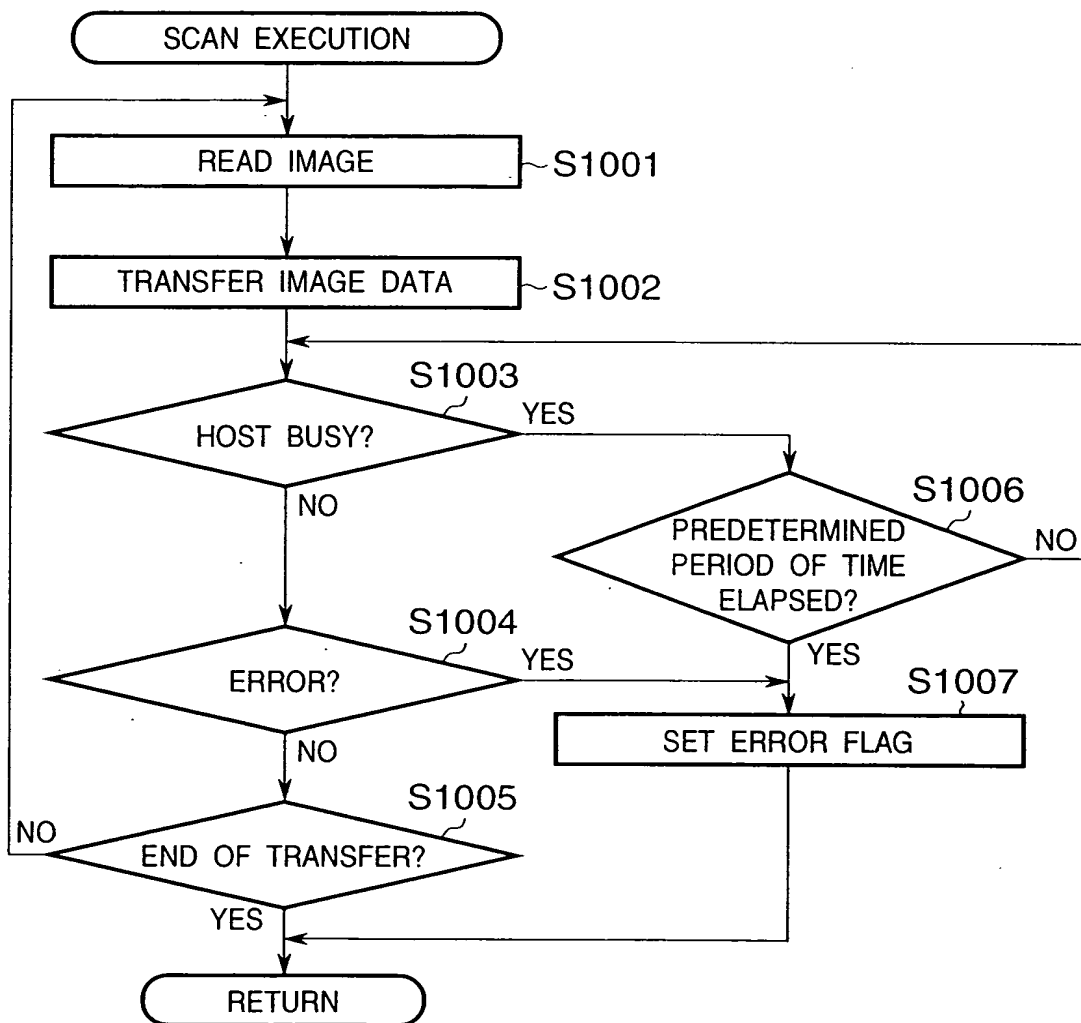 SCAN EXECUTION
READ IMAGE
S1001
TRANSFER IMAGE DATA
S1002
S1003
HOST BUSY?
YES
NO
S1006
PREDETERMINED
PERIOD OF TIME
ELAPSED?
NO
YES
S1004
ERROR?
YES
NO
S1007
SET ERROR FLAG
S1005
END OF TRANSFER?
NO
YES
RETURN